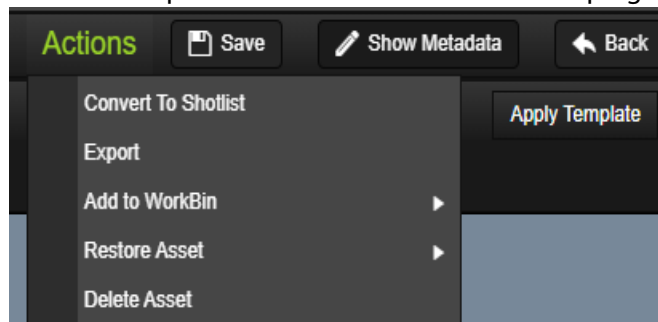 Actions Save Show Metadata Back
Convert To Shotlist
Apply Template
Export
Add to WorkBin
Restore Asset
Delete Asset